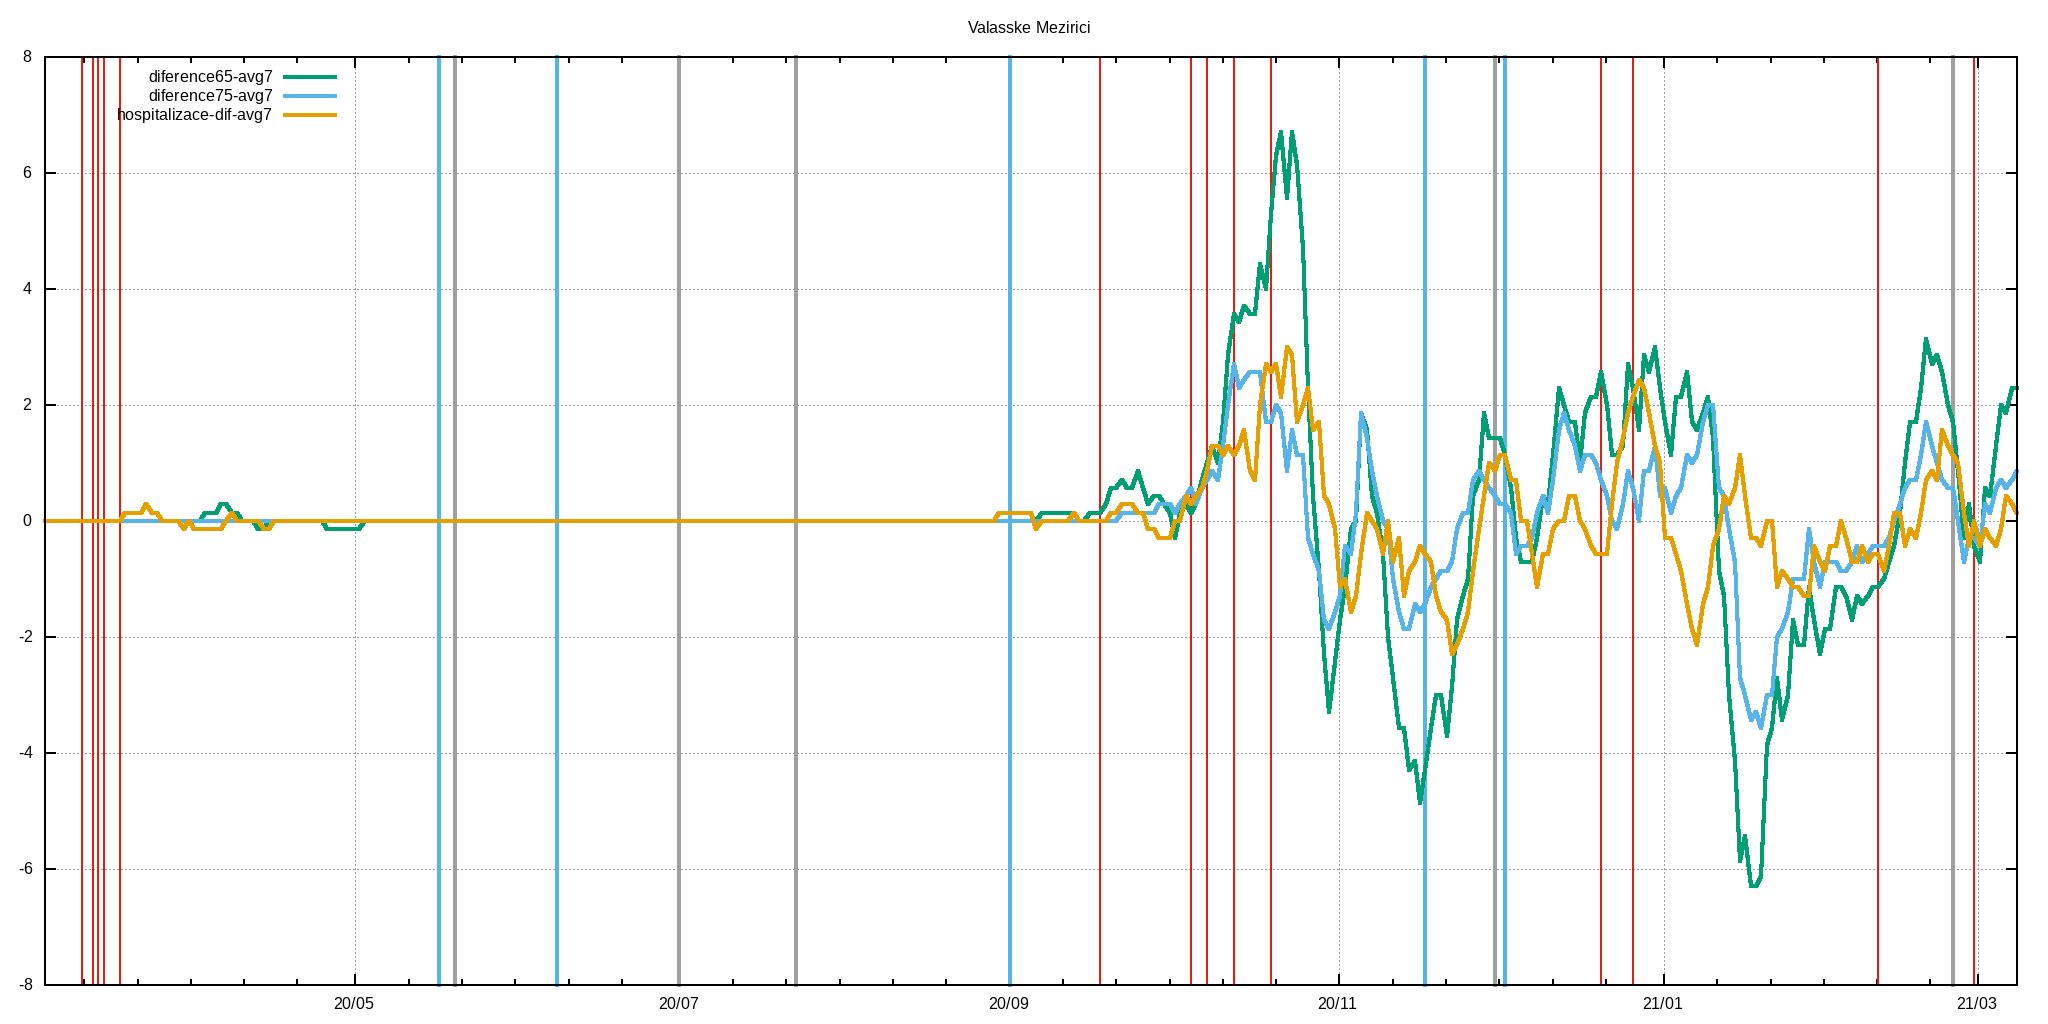 Valasske Mezirici
8
diference65-avg7
diference75-avg7
hospitalizace-dif-avg7
6
4
2
0
-2
-4
-6
-8
20/05 20/07 20/09 20/11 21/01 21/03